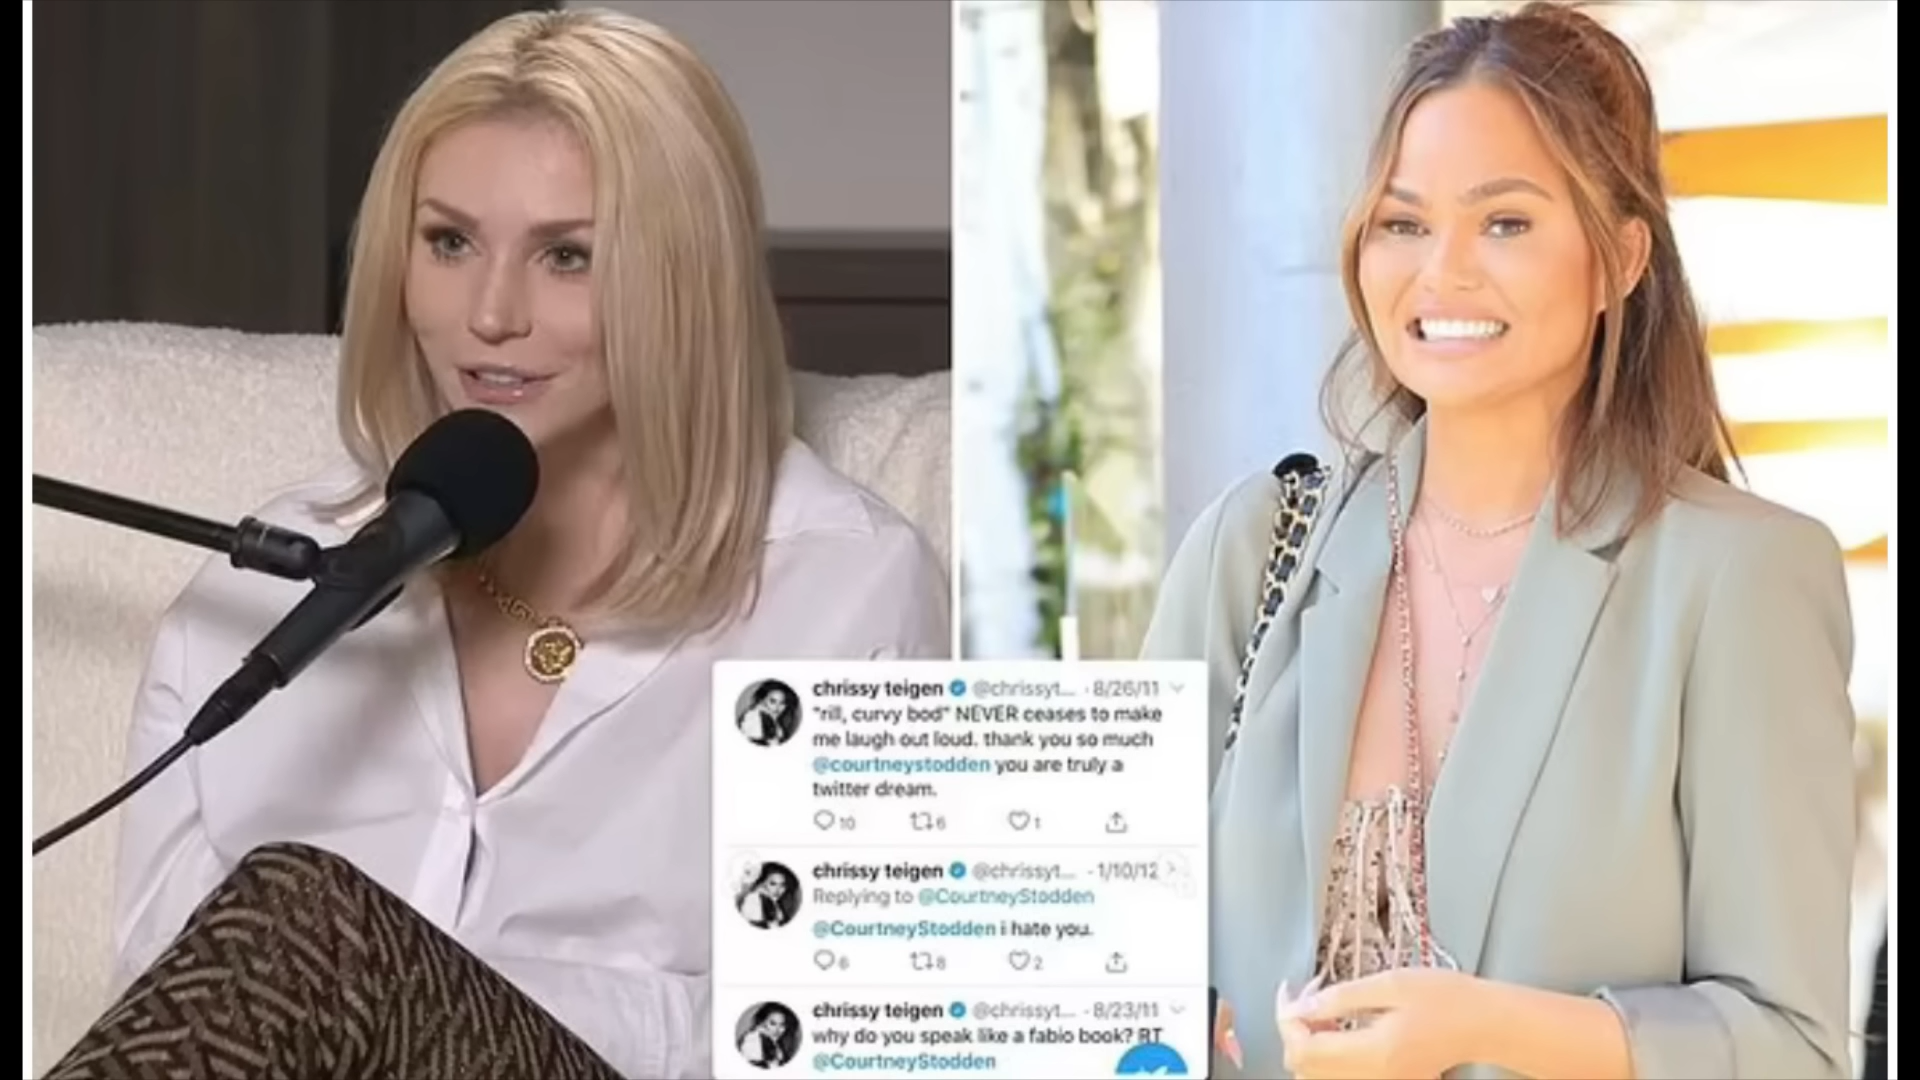 chrissy teigen @chrissyt... · 8/26/11
"rill, curvy bod" NEVER ceases to make
me laugh out loud. thank you so much
@courtneystodden you are truly a
twitter dream.
10 6 1
chrissy teigen @chrissyt... · 1/10/12
Replying to @CourtneyStodden
@CourtneyStodden i hate you.
6 8 2
chrissy teigen @chrissyt... · 8/23/11
why do you speak like a fabio book? RT
@CourtneyStodden